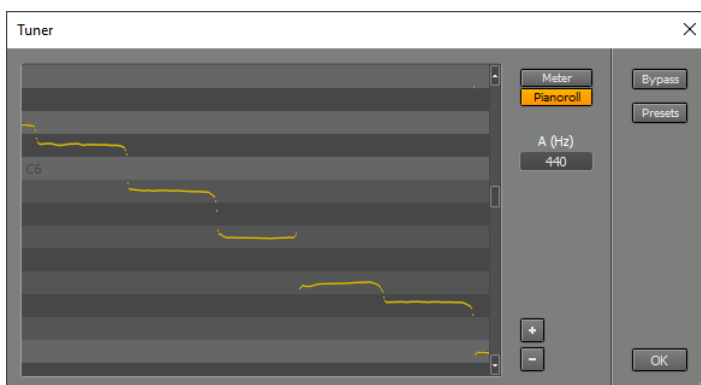 Tuner
C6
Meter
Pianoroll
A (Hz)
440
+
-
Bypass
Presets
OK